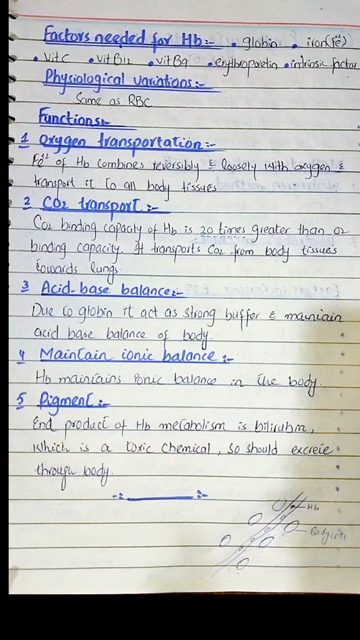 Factors needed for Hb:- • globin • iron(Fe²⁺)
• vit C • vit B12 • vit B9 • erythropoietin • intrinsic factor
Physiological variations:-
Same as RBC
Functions:-
1 Oxygen transportation:-
Fe²⁺ of Hb combines reversibly & loosely with oxygen &
transport it to all body tissues
2 CO2 transport:-
Co2 binding capacity of Hb is 20 times greater than O2
binding capacity. It transports Co2 from body tissues
towards lungs
3 Acid-base balance:-
Due to globin it act as strong buffer & maintain
acid base balance of body.
4 Maintain ionic balance:-
Hb maintains ionic balance in the body.
5 Pigment:-
End product of Hb metabolism is
which is a toxic chemical, so should excrete
through body.
Hb